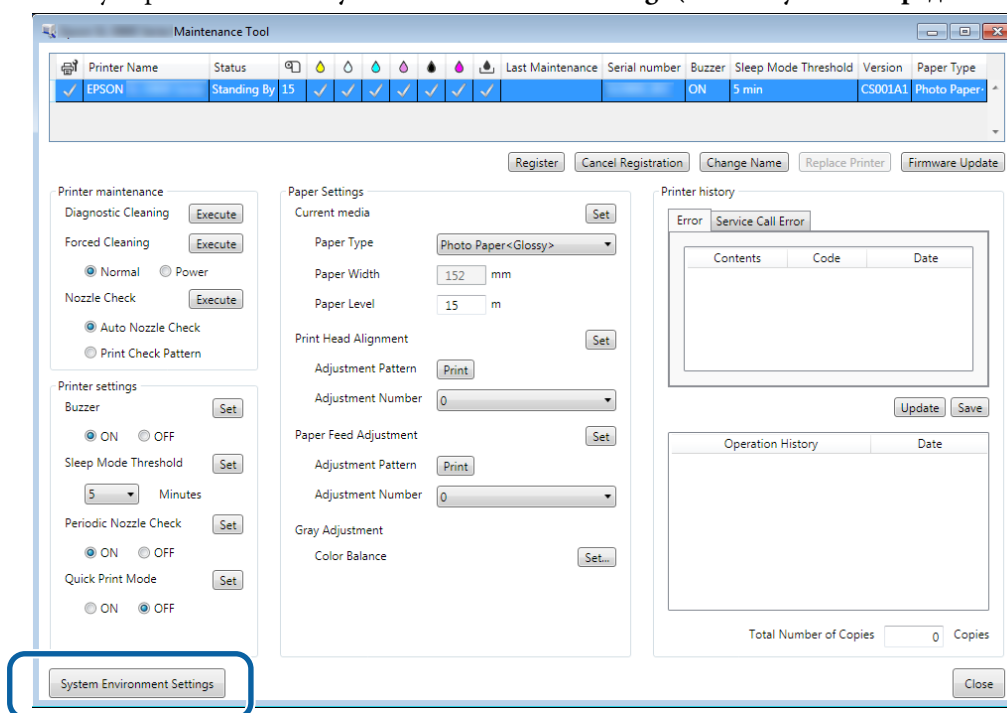 Maintenance Tool
Printer Name Status Last Maintenance Serial number Buzzer Sleep Mode Threshold Version Paper Type
EPSON Standing By 15 ON 5 min CS001A1 Photo Paper
Register Cancel Registration Change Name Replace Printer Firmware Update
Printer maintenance
Diagnostic Cleaning Execute
Forced Cleaning Execute
Normal Power
Nozzle Check Execute
Auto Nozzle Check
Print Check Pattern
Printer settings
Buzzer Set
ON OFF
Sleep Mode Threshold Set
5 Minutes
Periodic Nozzle Check Set
ON OFF
Quick Print Mode Set
ON OFF
Paper Settings
Current media Set
Paper Type Photo Paper<Glossy>
Paper Width 152 mm
Paper Level 15 m
Print Head Alignment Set
Adjustment Pattern Print
Adjustment Number 0
Paper Feed Adjustment Set
Adjustment Pattern Print
Adjustment Number 0
Gray Adjustment
Color Balance Set...
Printer history
Error Service Call Error
Contents Code Date
Update Save
Operation History Date
Total Number of Copies 0 Copies
System Environment Settings Close